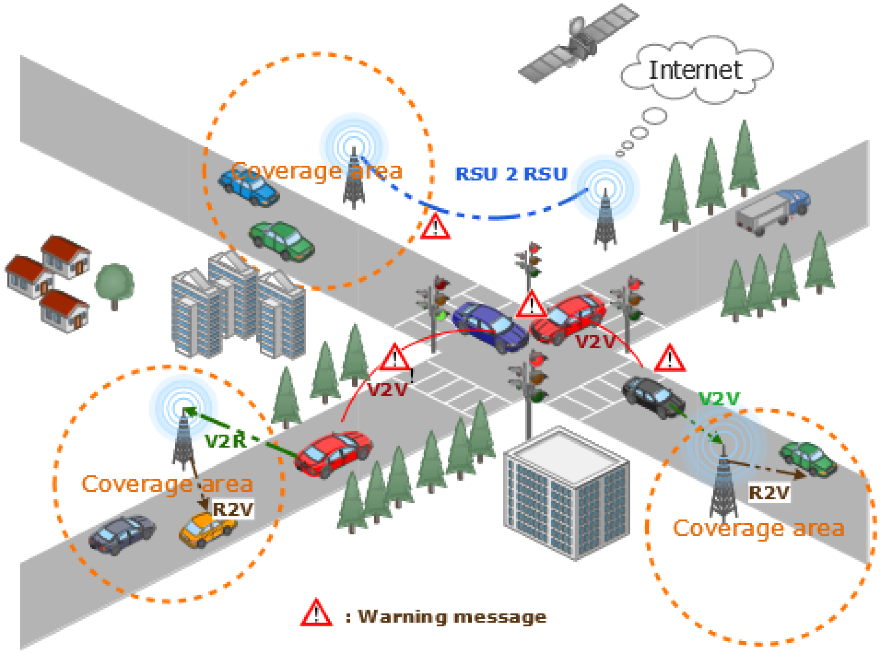 Internet
Coverage area
RSU 2 RSU
V2V
V2V!
V2V
V2R
Coverage area
R2V
R2V
Coverage area
: Warning message